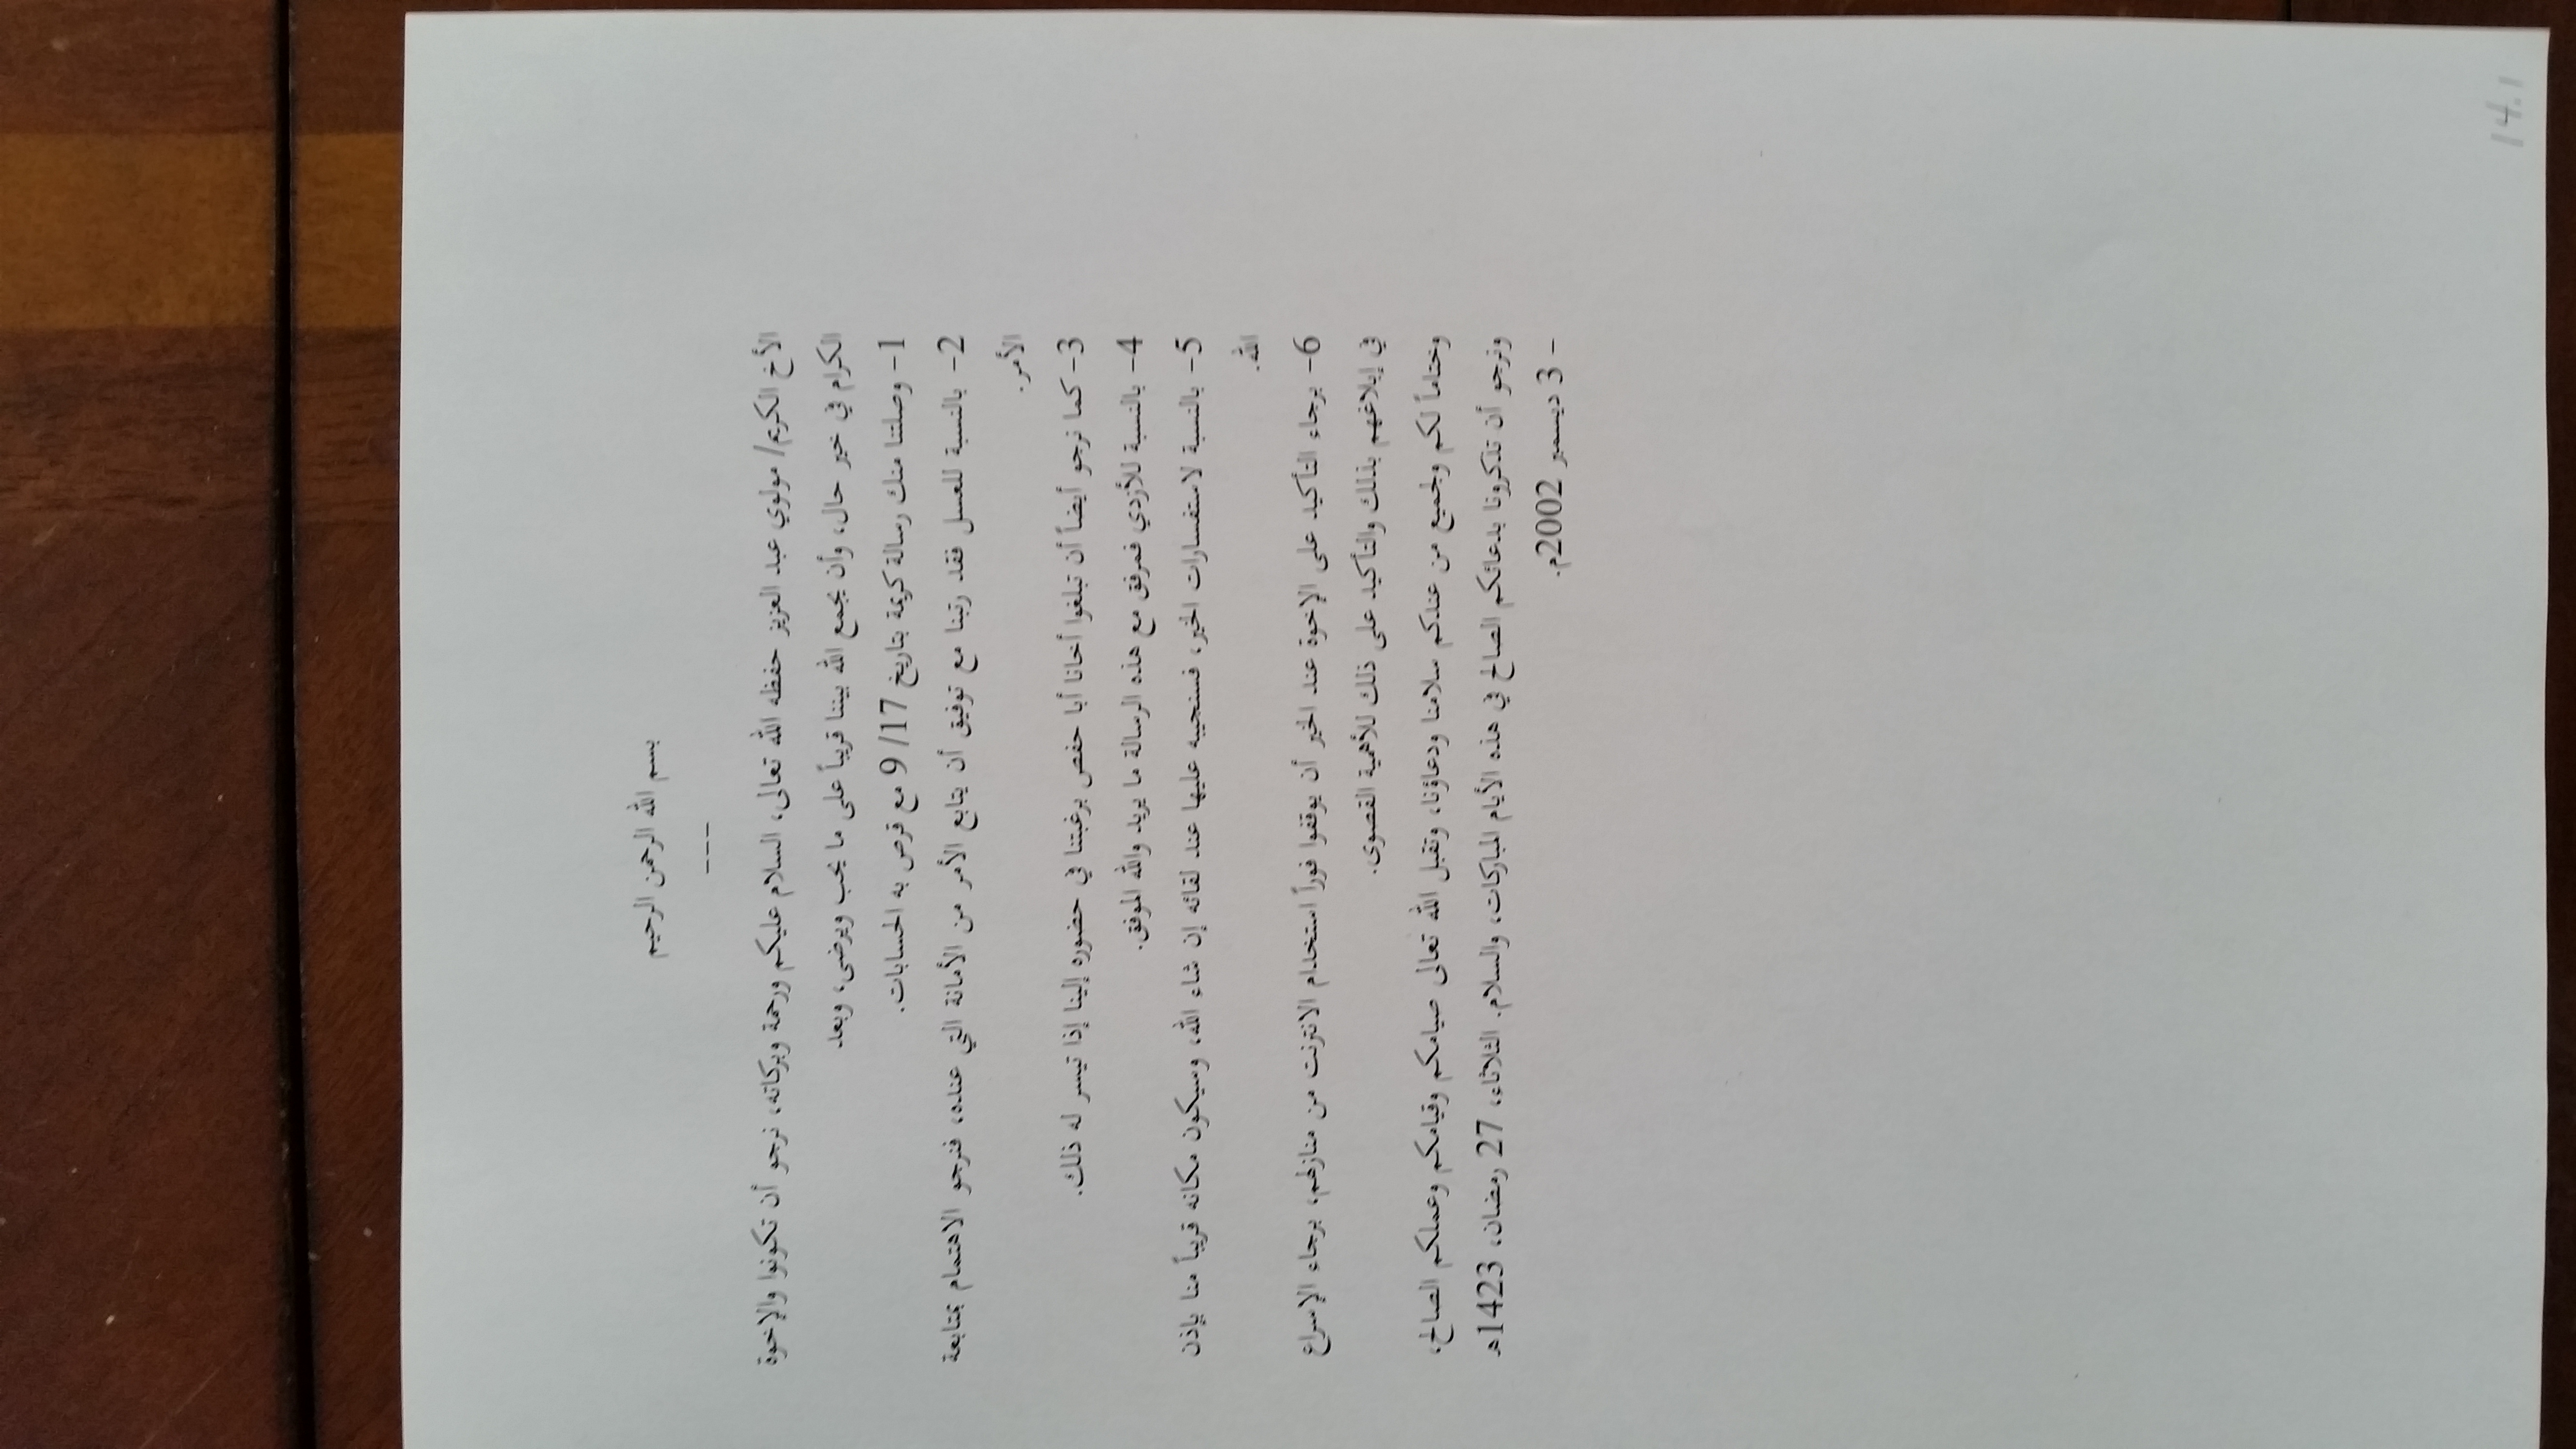 14.1
بسم الله الرحمن الرحيم
---
الأخ الكريم/ مولوي عبد العزيز حفظه الله تعالى، السلام عليكم ورحمة وبركاته، نرجو أن تكونوا والإخوة
الكرام في خير حال، وأن يجمع الله بيننا قريباً على ما يحب ويرضى، وبعد
1- وصلتنا منك رسالة كريمة بتاريخ 17/ 9 مع قرص به الحسابات.
2- بالنسبة للعسل فقد رتبنا مع توفيق أن يتابع الأمر من الأمانة التي عنده، فنرجو الاهتمام بمتابعة
الأمر.
3- كما نرجو أيضاً أن تبلغوا أخانا أبا حفص برغبتنا في حضوره إلينا إذا تيسر له ذلك.
4- بالنسبة للأزدي فمرفق مع هذه الرسالة ما يريد والله الموفق.
5- بالنسبة لاستفسارات الخير، فسنجيبه عليها عند لقائه إن شاء الله، وسيكون مكانه قريباً منا بإذن
الله.
6- برجاء التأكيد على الإخوة عند الخير أن يوقفوا فوراً استخدام الانترنت من منازلهم، برجاء الإسراع
في إبلاغهم بذلك والتأكيد على ذلك للأهمية القصوى.
وختاماً لكم ولجميع من عندكم سلامنا ودعاؤنا، وتقبل الله تعالى صيامكم وقيامكم وعملكم الصالح،
ونرجو أن تذكرونا بدعائكم الصالح في هذه الأيام المباركات، والسلام. الثلاثاء، 27 رمضان، 1423هـ
- 3 ديسمبر 2002م.